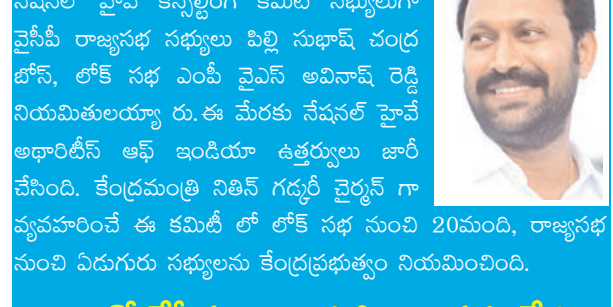 నేషనల్ హైవే కన్సల్టింగ్ కమిటీ సభ్యులుగా
వైసీపీ రాజ్యసభ సభ్యులు పిల్లి సుభాష్ చంద్ర
బోస్, లోక్ సభ ఎంపీ వైఎస్ అవినాష్ రెడ్డి
నియమితులయ్యా రు.ఈ మేరకు నేషనల్ హైవే
అథారిటీస్ ఆఫ్ ఇండియా ఉత్తర్వులు జారీ
చేసింది. కేంద్రమంత్రి నితిన్ గడ్కరీ చైర్మన్ గా
వ్యవహరించే ఈ కమిటీ లో లోక్ సభ నుంచి 20మంది, రాజ్యసభ
నుంచి ఏడుగురు సభ్యులను కేంద్రప్రభుత్వం నియమించింది.